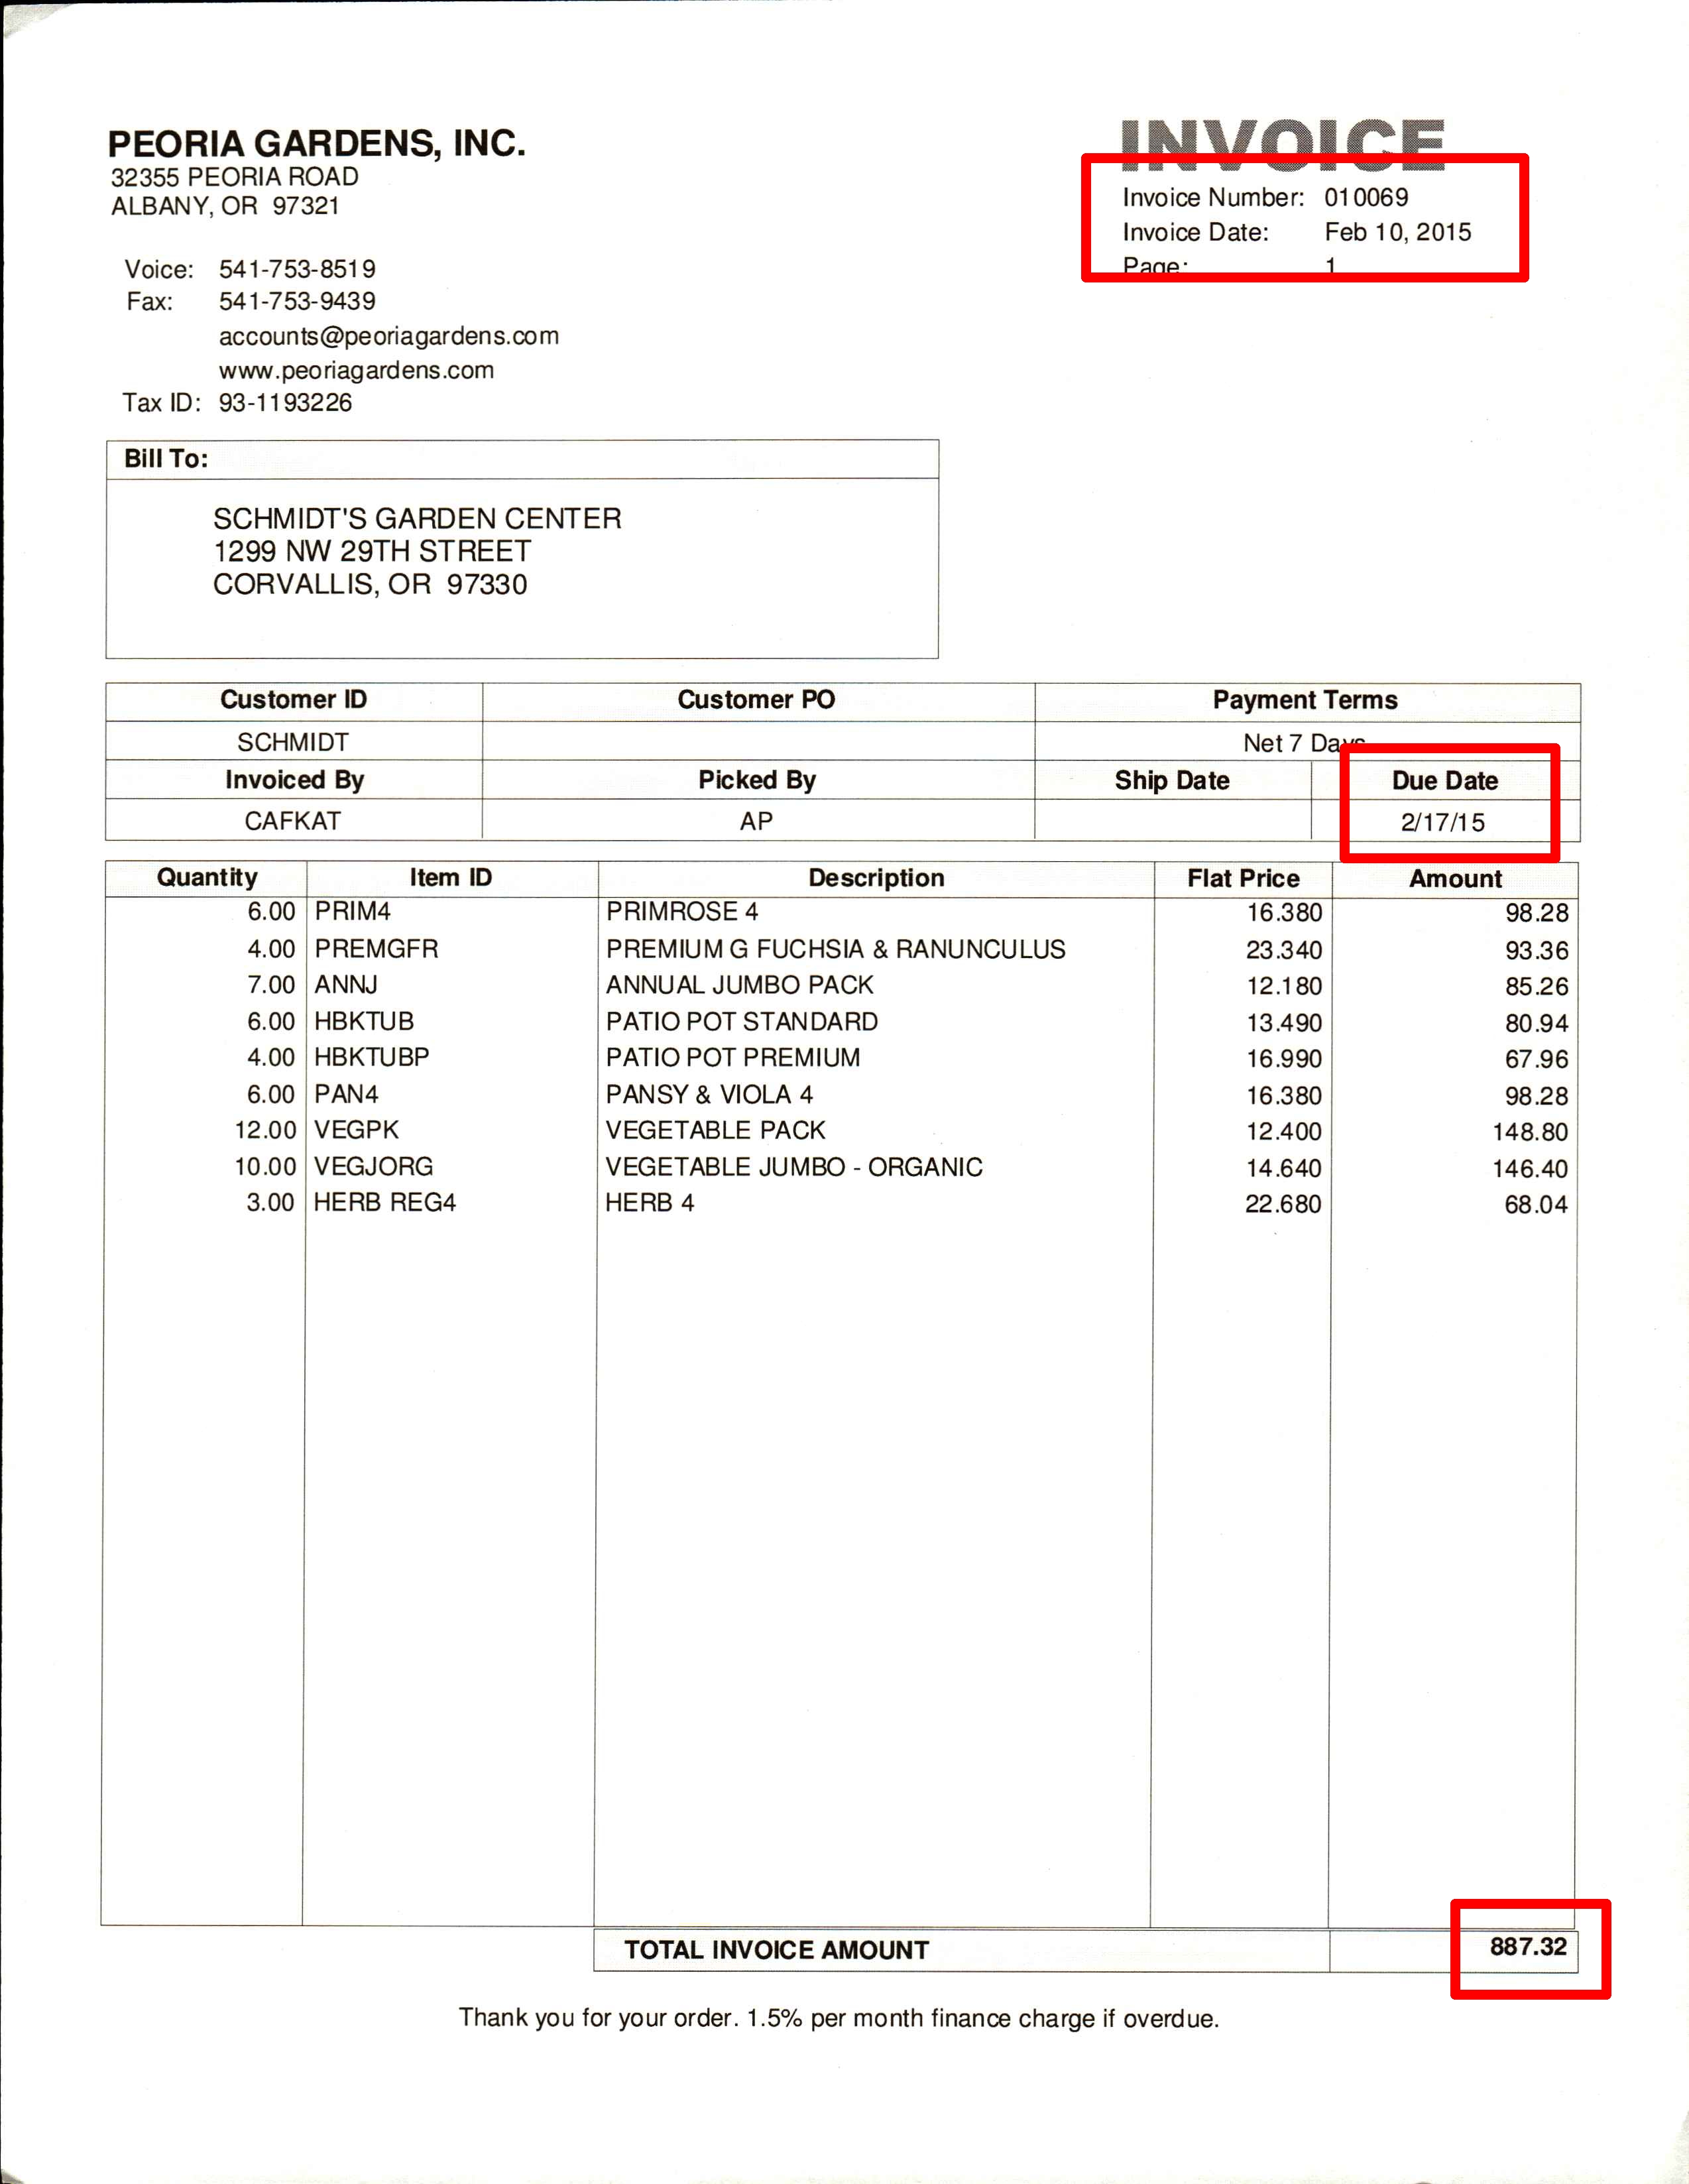 PEORIA GARDENS, INC.
32355 PEORIA ROAD
ALBANY, OR 97321
Voice: 541-753-8519
Fax: 541-753-9439
accounts@peoriagardens.com
www.peoriagardens.com
Tax ID: 93-1193226
INVOICE
Invoice Number: 010069
Invoice Date: Feb 10, 2015
Page: 1
Bill To:
SCHMIDT'S GARDEN CENTER
1299 NW 29TH STREET
CORVALLIS, OR 97330
Customer ID Customer PO Payment Terms
SCHMIDT Net 7 Days
Invoiced By Picked By Ship Date Due Date
CAFKAT AP 2/17/15
Quantity Item ID Description Flat Price Amount
6.00 PRIM4 PRIMROSE 4 16.380 98.28
4.00 PREMGFR PREMIUM G FUCHSIA & RANUNCULUS 23.340 93.36
7.00 ANNJ ANNUAL JUMBO PACK 12.180 85.26
6.00 HBKTUB PATIO POT STANDARD 13.490 80.94
4.00 HBKTUBP PATIO POT PREMIUM 16.990 67.96
6.00 PAN4 PANSY & VIOLA 4 16.380 98.28
12.00 VEGPK VEGETABLE PACK 12.400 148.80
10.00 VEGJORG VEGETABLE JUMBO - ORGANIC 14.640 146.40
3.00 HERB REG4 HERB 4 22.680 68.04
TOTAL INVOICE AMOUNT 887.32
Thank you for your order. 1.5% per month finance charge if overdue.